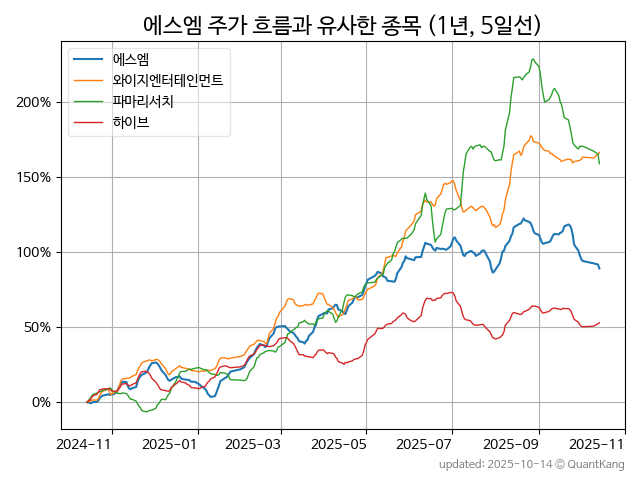 에스엠 주가 흐름과 유사한 종목 (1년, 5일선)
에스엠
와이지엔터테인먼트
파마리서치
하이브
200%
150%
100%
50%
0%
2024-11 2025-01 2025-03 2025-05 2025-07 2025-09 2025-11
updated: 2025-10-14 © QuantKang